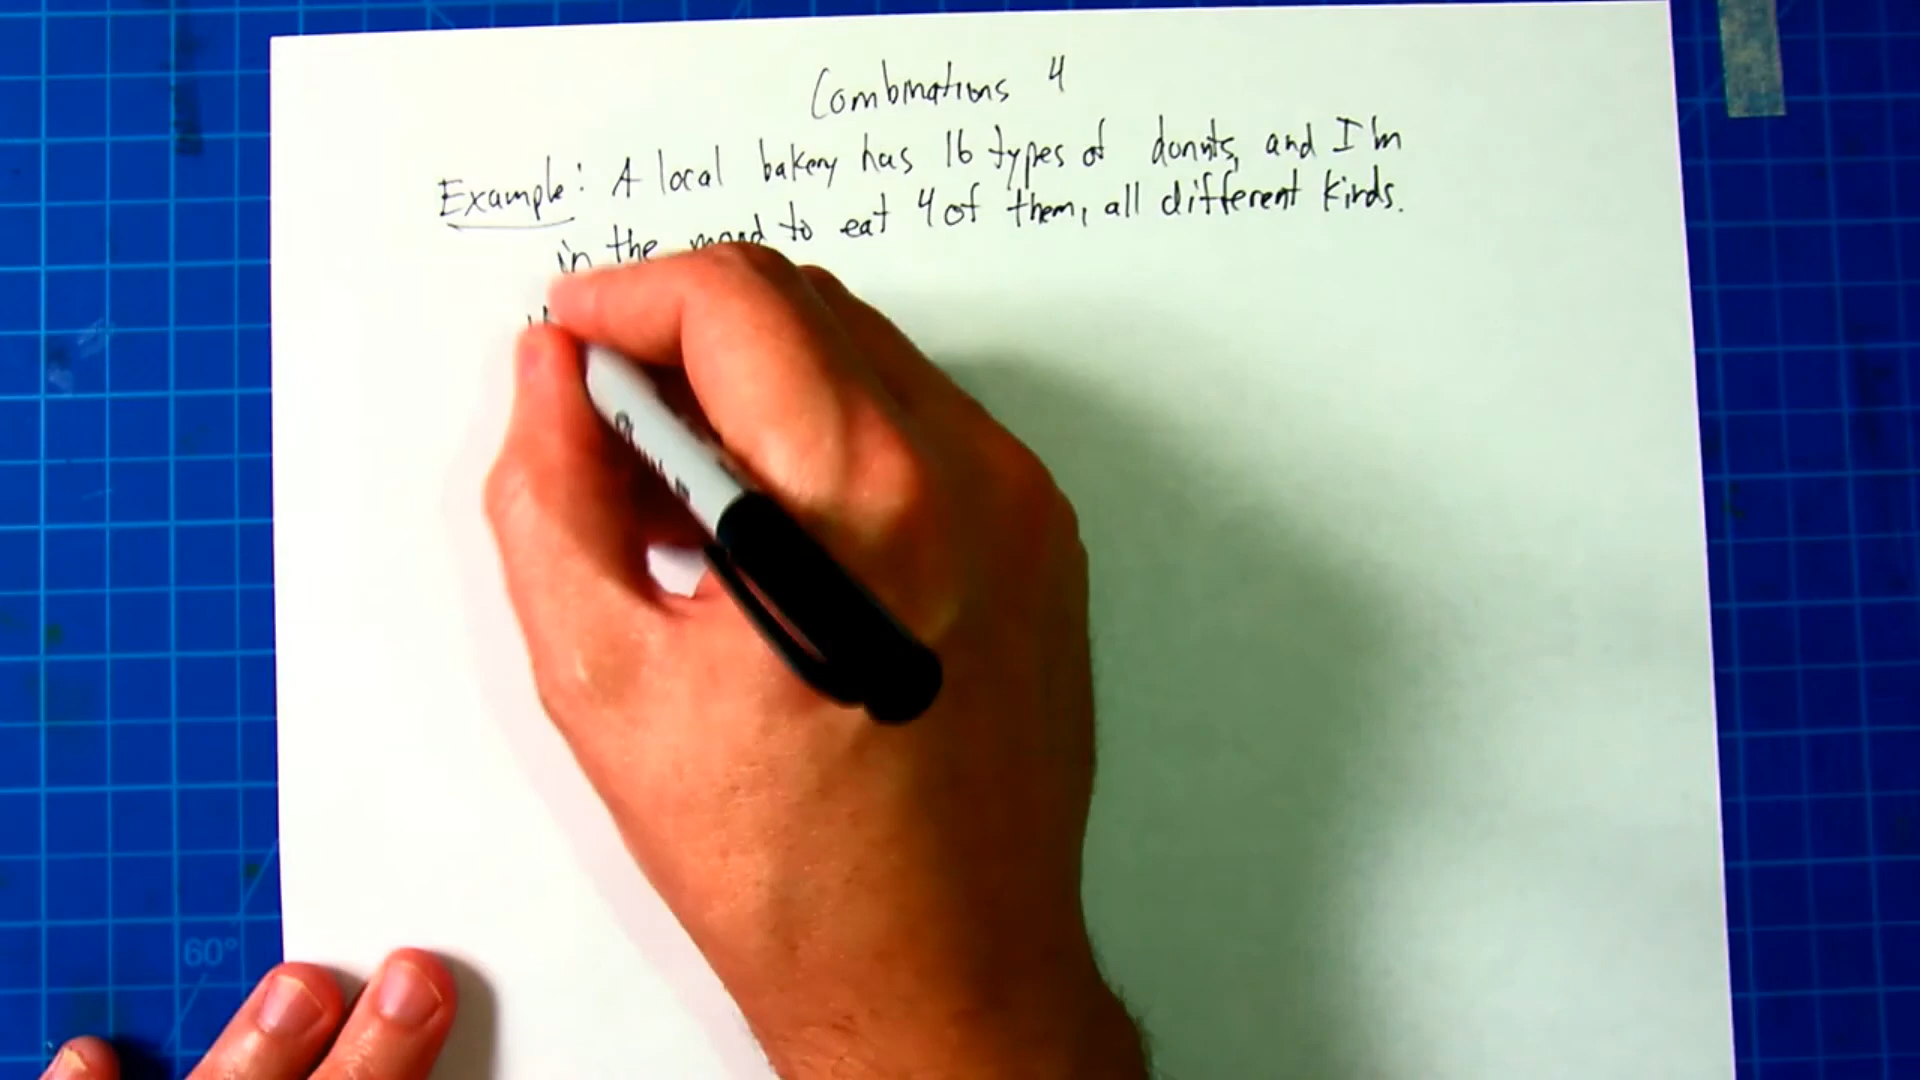 Combinations 4
Example: A local bakery has 16 types of donuts, and I'm
in the mood to eat 4 of them, all different kinds.
60°